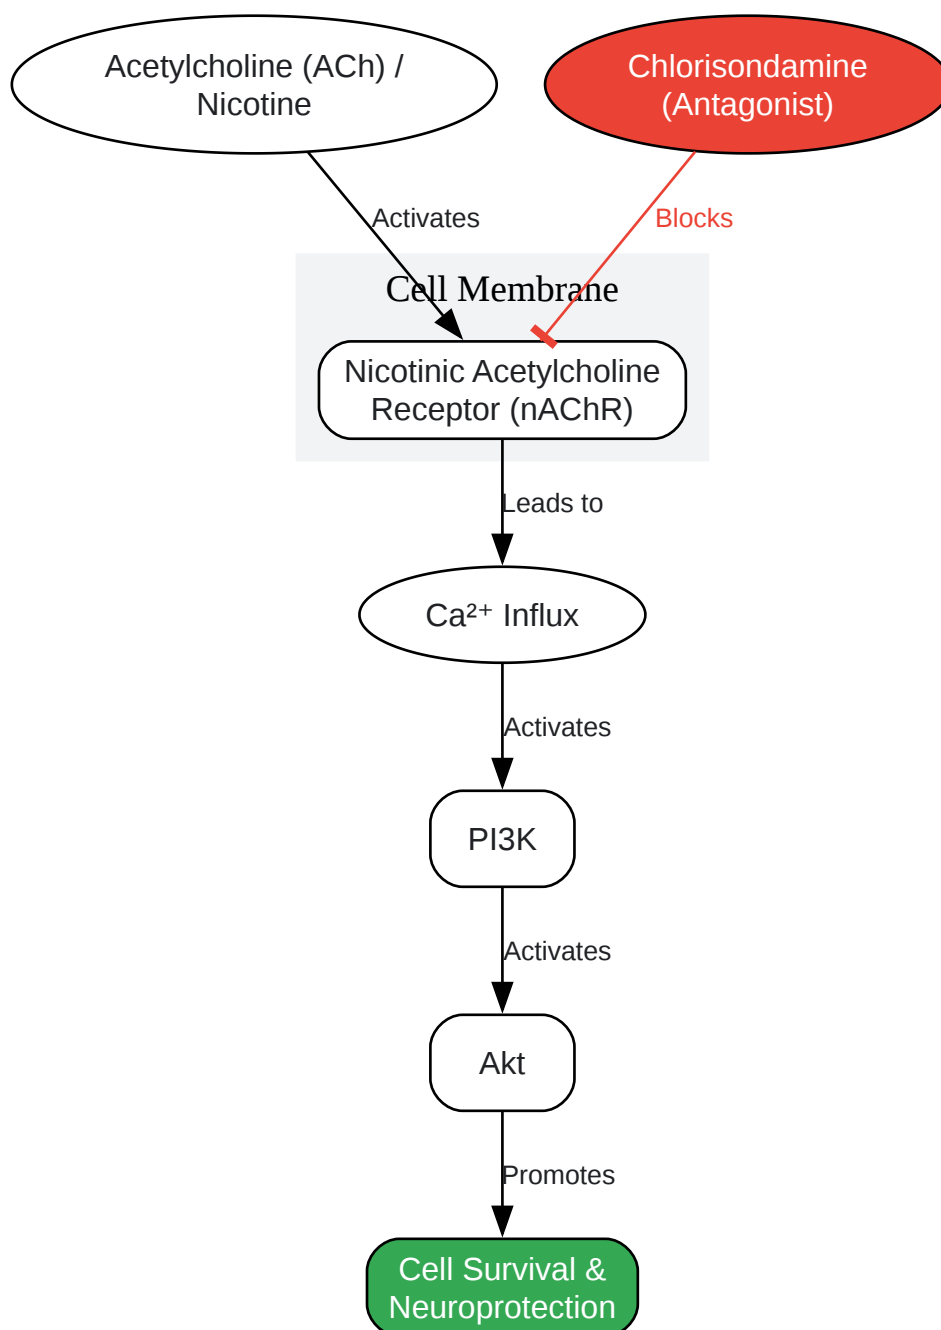 Acetylcholine (ACh) /
Nicotine
Chlorisondamine
(Antagonist)
Activates
Blocks
Cell Membrane
Nicotinic Acetylcholine
Receptor (nAChR)
Leads to
Ca²⁺ Influx
Activates
PI3K
Activates
Akt
Promotes
Cell Survival &
Neuroprotection